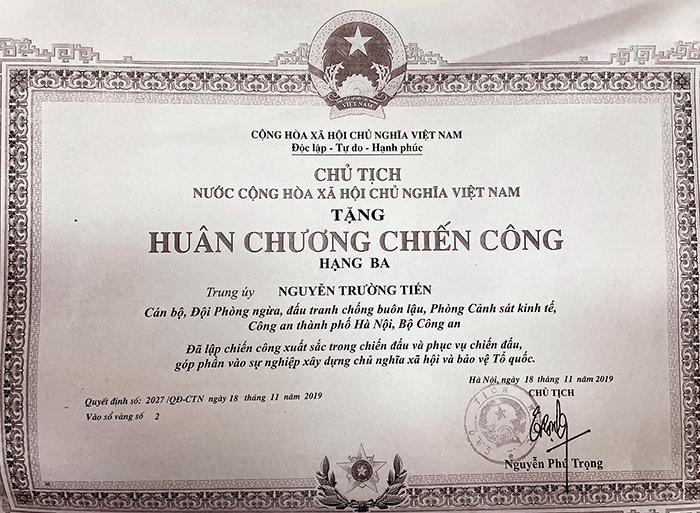 VIỆT NAM
CỘNG HÒA XÃ HỘI CHỦ NGHĨA VIỆT NAM
Độc lập - Tự do - Hạnh phúc
CHỦ TỊCH
NƯỚC CỘNG HÒA XÃ HỘI CHỦ NGHĨA VIỆT NAM
TẶNG
HUÂN CHƯƠNG CHIẾN CÔNG
HẠNG BA
Trung úy NGUYỄN TRƯỜNG TIẾN
Cán bộ, Đội Phòng ngừa, đấu tranh chống buôn lậu, Phòng Cảnh sát kinh tế,
Công an thành phố Hà Nội, Bộ Công an
Đã lập chiến công xuất sắc trong chiến đấu và phục vụ chiến đấu,
góp phần vào sự nghiệp xây dựng chủ nghĩa xã hội và bảo vệ Tổ quốc.
Hà Nội, ngày 18 tháng 11 năm 2019
Quyết định số: 2027 /QĐ-CTN ngày 18 tháng 11 năm 2019
Vào sổ vàng số 2
CHỦ TỊCH
Nguyễn Phú Trọng